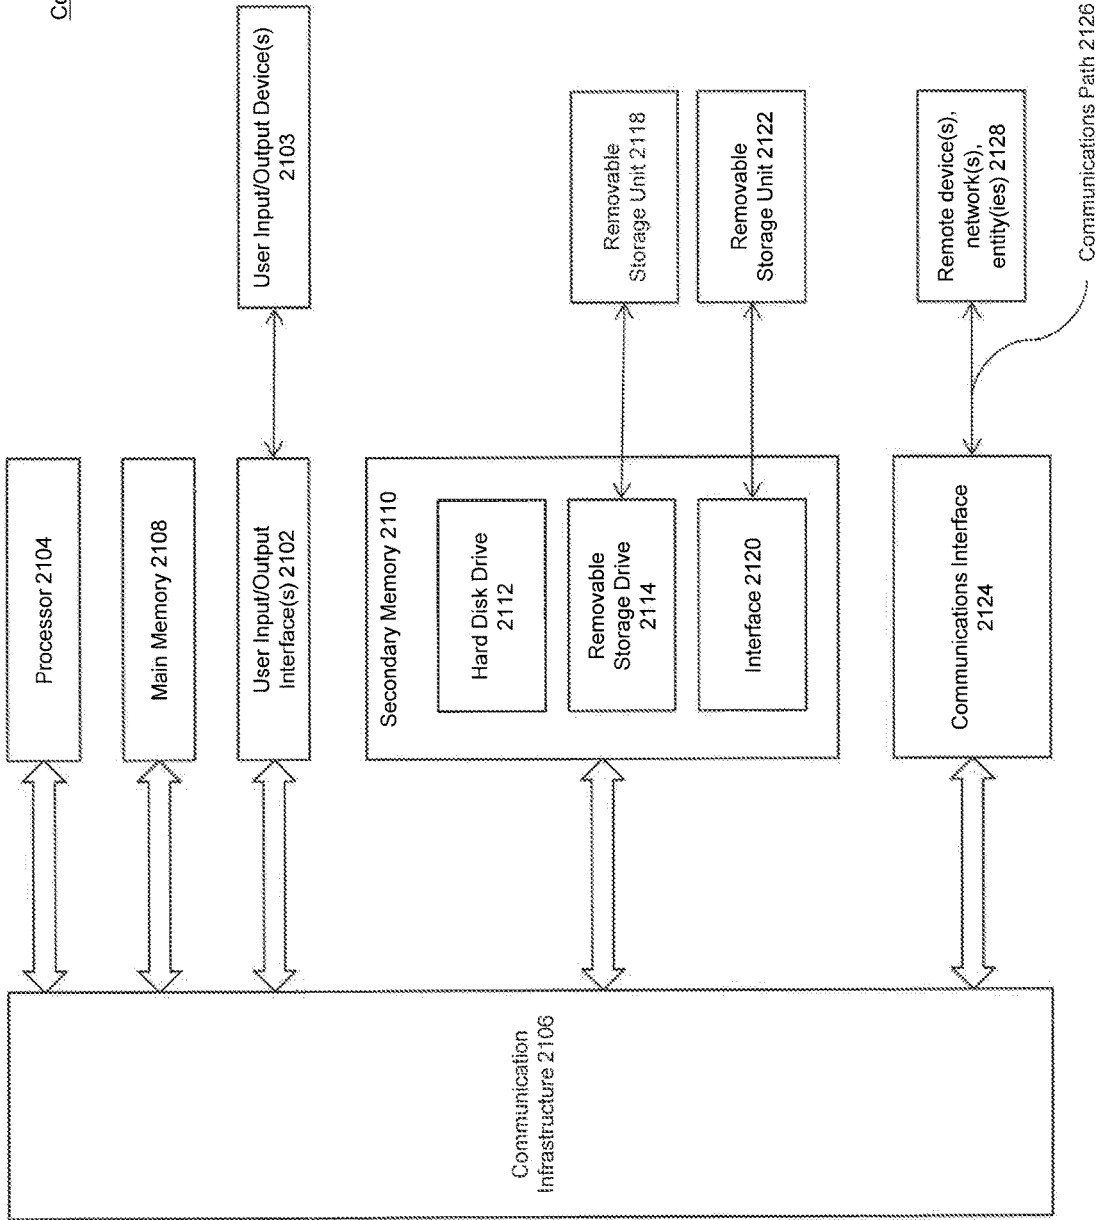 Processor 2104
Main Memory 2108
User Input/Output
Interface(s) 2102
User Input/Output Device(s)
2103
Secondary Memory 2110
Hard Disk Drive
2112
Removable
Storage Drive
2114
Removable
Storage Unit 2118
Interface 2120
Removable
Storage Unit 2122
Communications Interface
2124
Remote device(s),
network(s),
entity(ies) 2128
Communications Path 2126
Communication
Infrastructure 2106